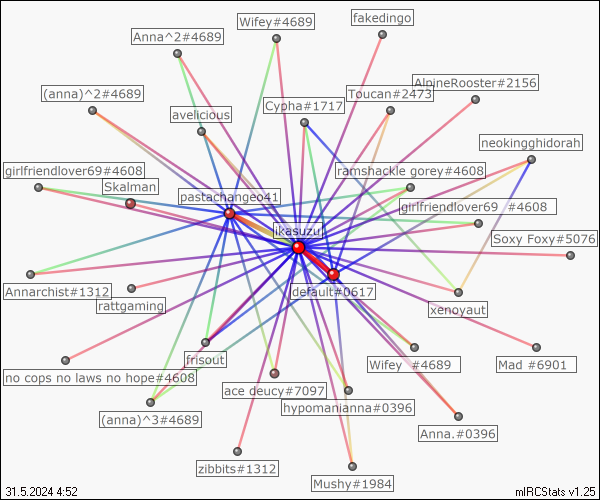 fakedingo
Wifey#4689
Anna^2#4689
AlpineRooster#2156
(anna)^2#4689
Toucan#2473
Cypha#1717
avelicious
neokingghidorah
girlfriendlover69#4608
ramshackle gorey#4608
Skalman
pastachangeo41
girlfriendlover69 #4608
ikasuzu
Soxy Foxy#5076
Annarchist#1312
default#0617
rattgaming
xenoyaut
frisout
Wifey #4689
Mad #6901
no cops no laws no hope#4608
ace deucy#7097
hypomanianna#0396
(anna)^3#4689
Anna.#0396
zibbits#1312
Mushy#1984
31.5.2024 4:52
mIRCStats v1.25